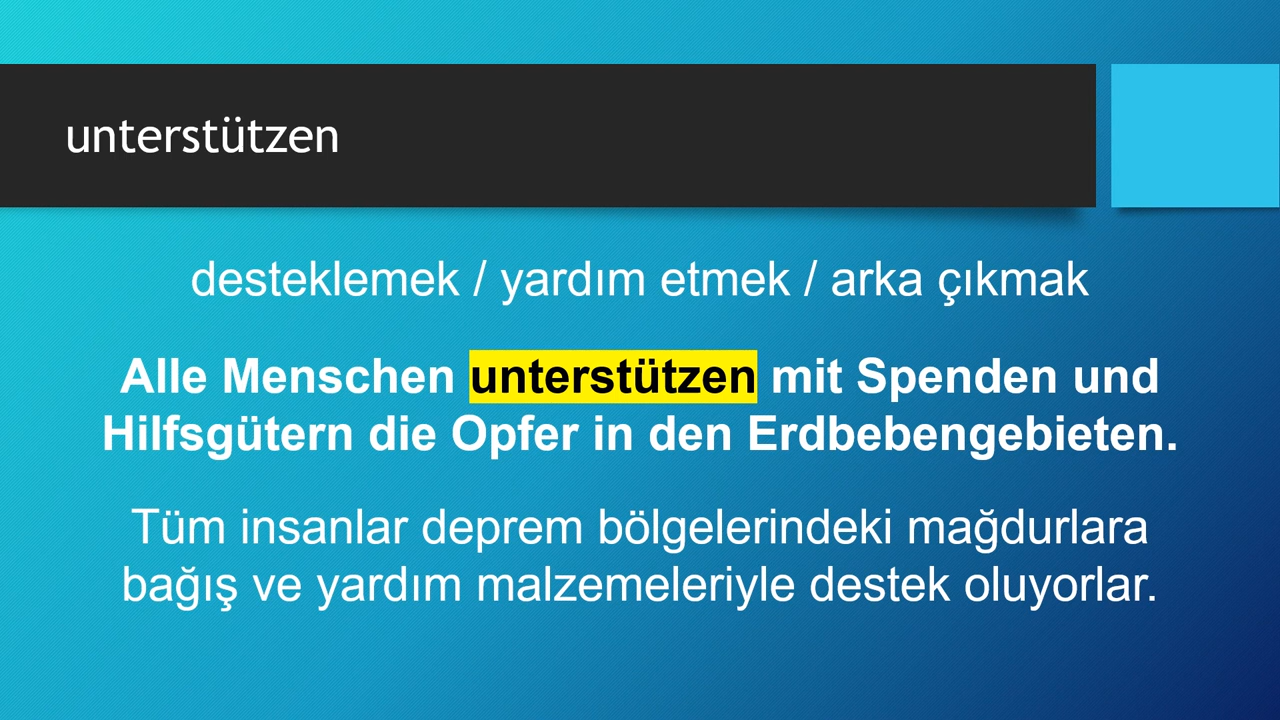 unterstützen
desteklemek / yardım etmek / arka çıkmak
Alle Menschen unterstützen mit Spenden und
Hilfsgütern die Opfer in den Erdbebengebieten.
Tüm insanlar deprem bölgelerindeki mağdurlara
bağış ve yardım malzemeleriyle destek oluyorlar.